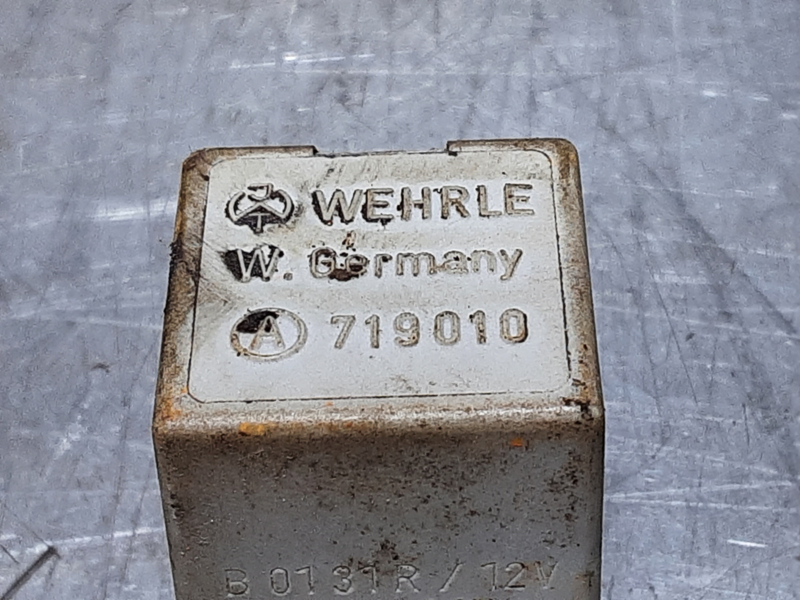 WEHRLE
W. Germany
A 719010
B 0131R / 12V